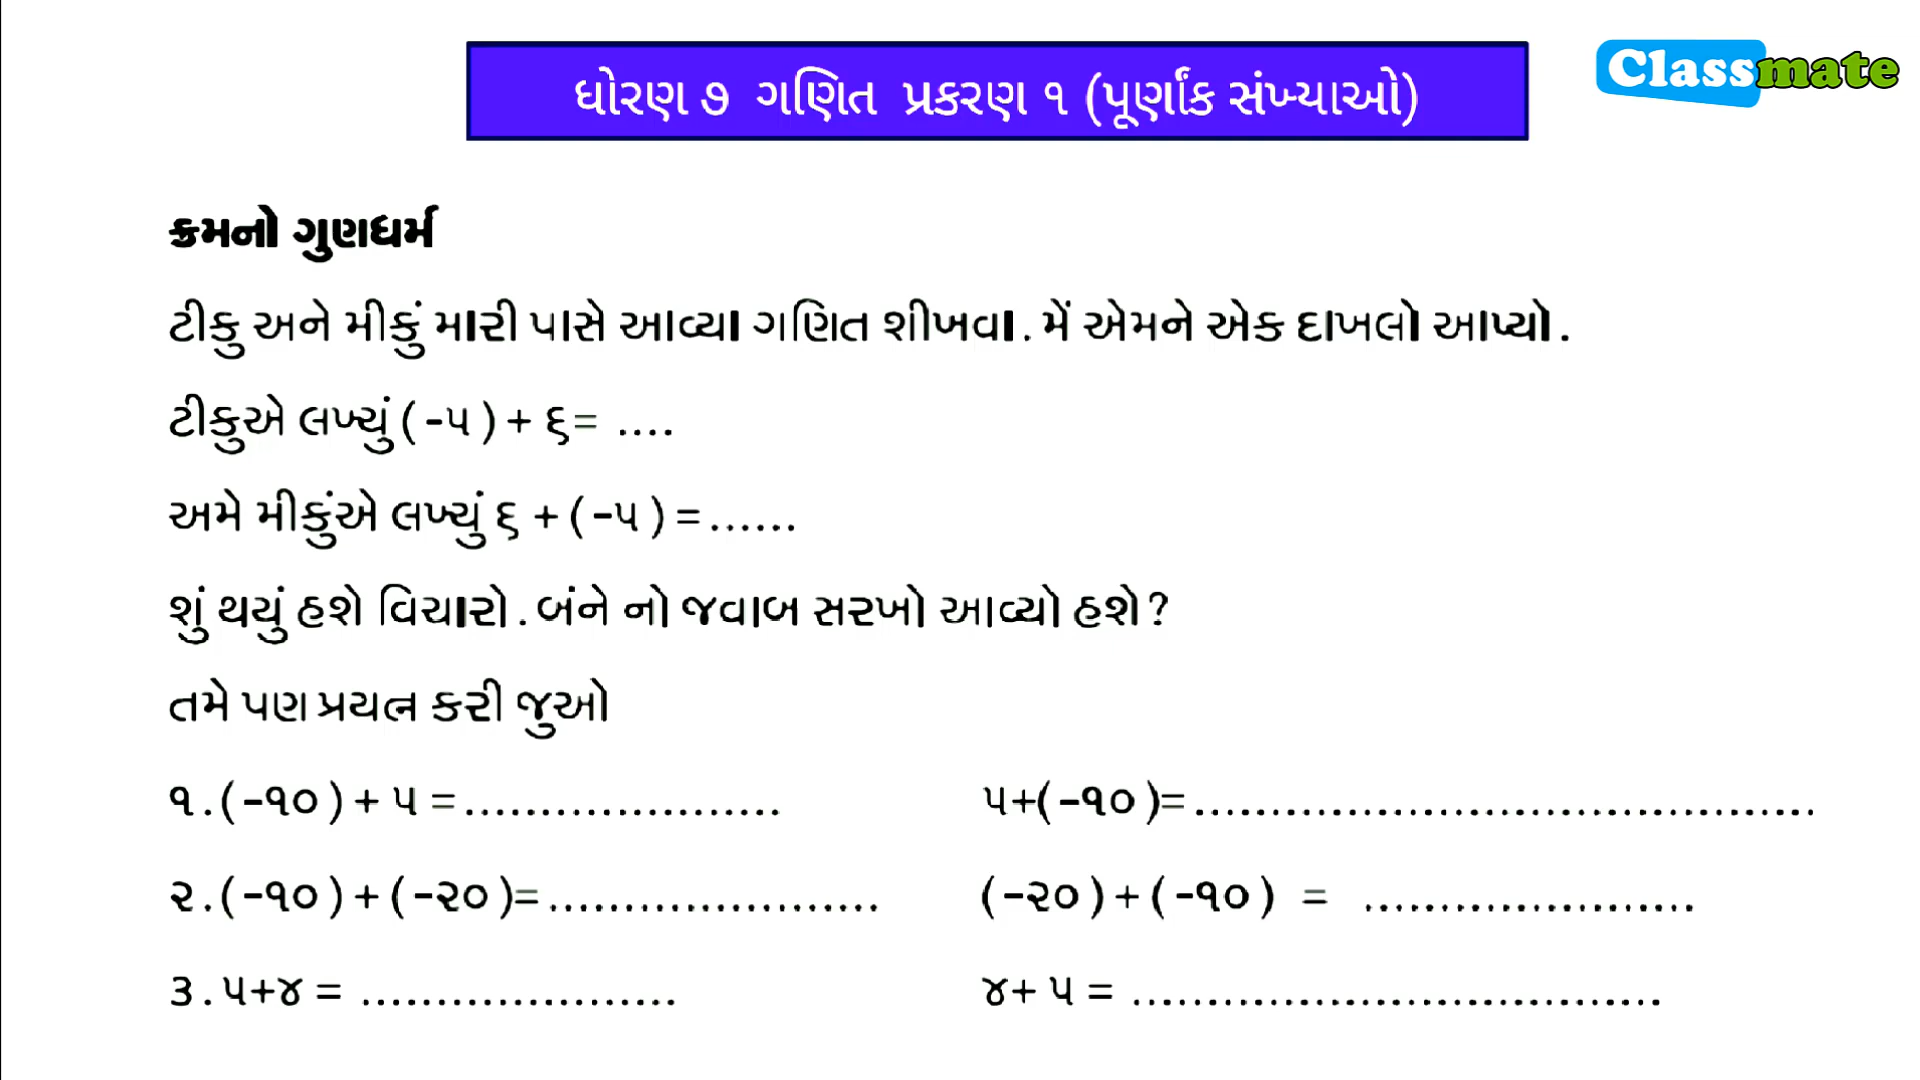 ધોરણ ૭ ગણિત પ્રકરણ ૧ (પૂર્ણાંક સંખ્યાઓ)
Classmate
ક્રમનો ગુણધર્મ
ટીકુ અને મીકું મારી પાસે આવ્યા ગણિત શીખવા. મેં એમને એક દાખલો આપ્યો.
ટીકુએ લખ્યું (-૫) + ૬= ....
અમે મીકુંએ લખ્યું ૬ + (-૫) = ......
શું થયું હશે વિચારો. બંને નો જવાબ સરખો આવ્યો હશે?
તમે પણ પ્રયત્ન કરી જુઓ
૧. (-૧૦) + ૫ = ..................... ૫+(-૧૦)= .........................................
૨. (-૧૦) + (-૨૦)= ...................... (-૨૦) + (-૧૦) = ......................
૩. ૫+૪ = ..................... ૪+ ૫ = ...................................